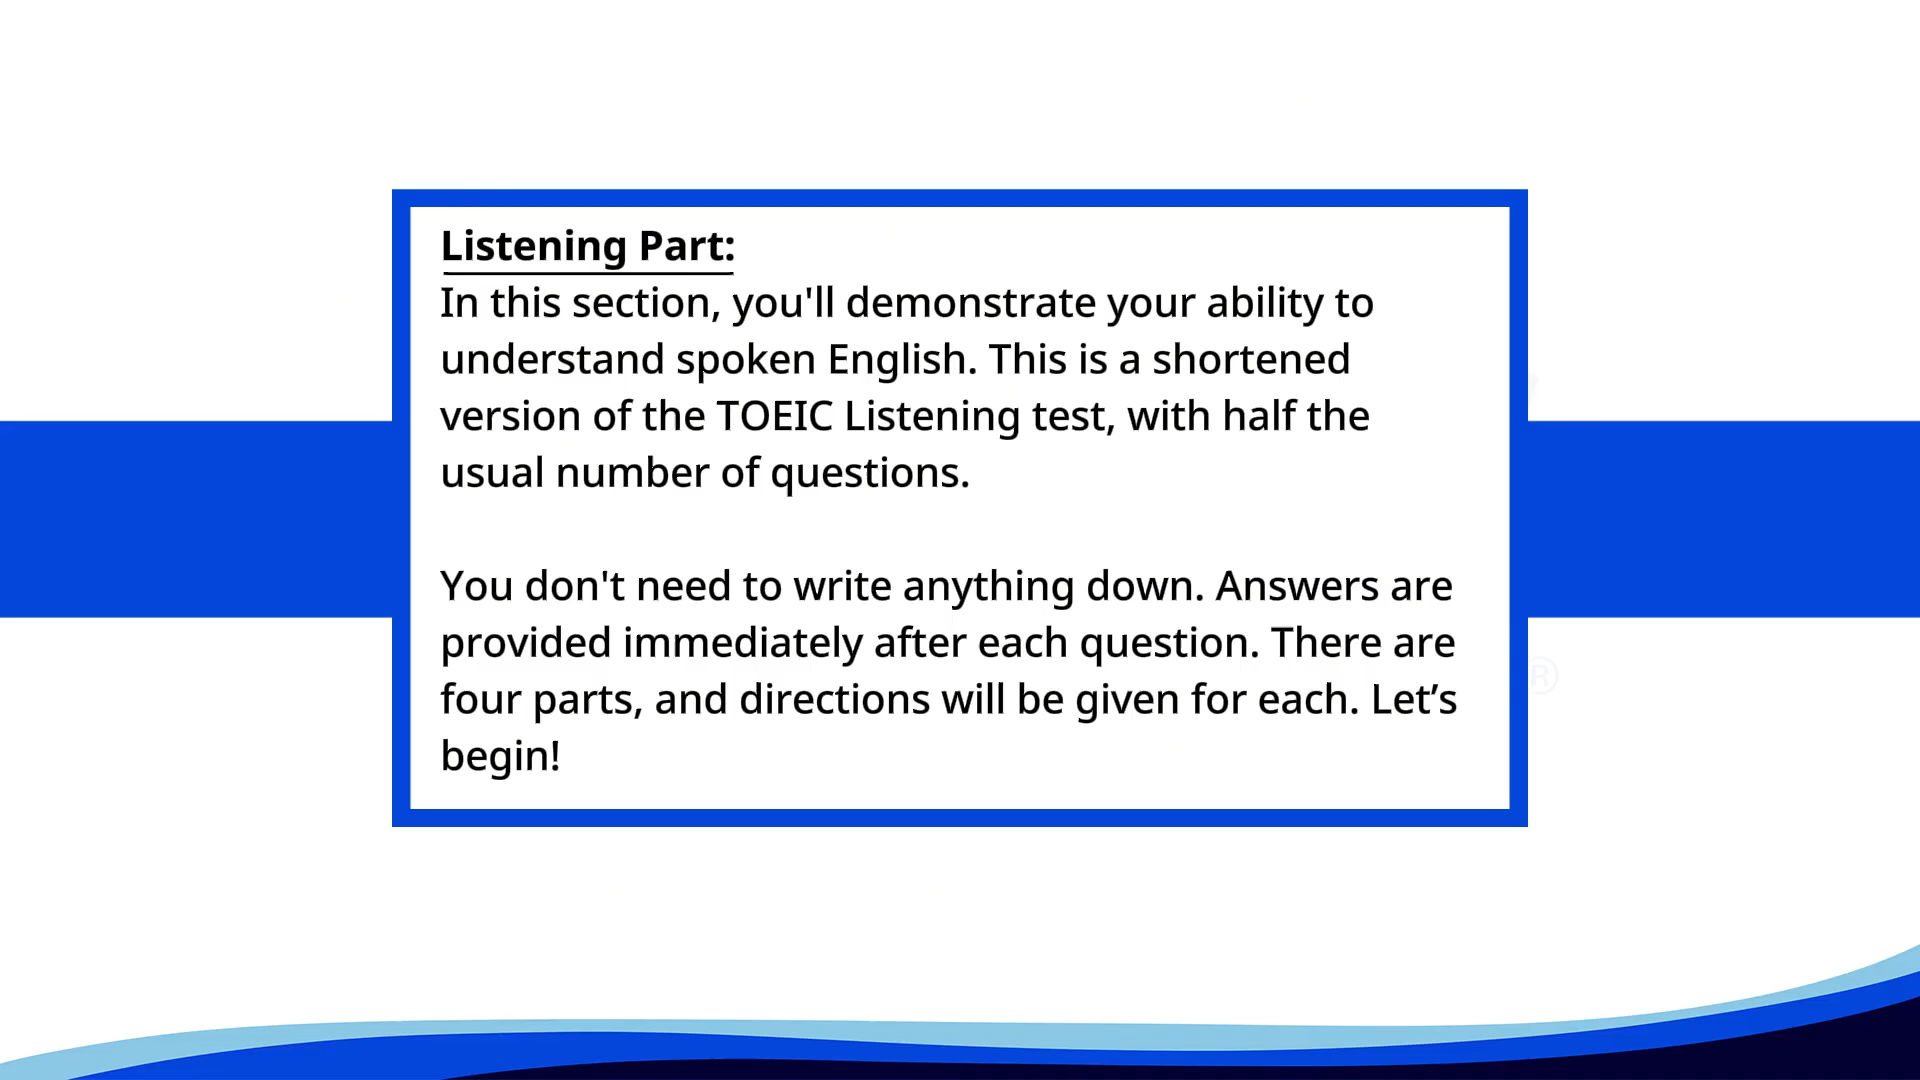 Listening Part:
In this section, you'll demonstrate your ability to
understand spoken English. This is a shortened
version of the TOEIC Listening test, with half the
usual number of questions.
You don't need to write anything down. Answers are
provided immediately after each question. There are
four parts, and directions will be given for each. Let’s
begin!
®